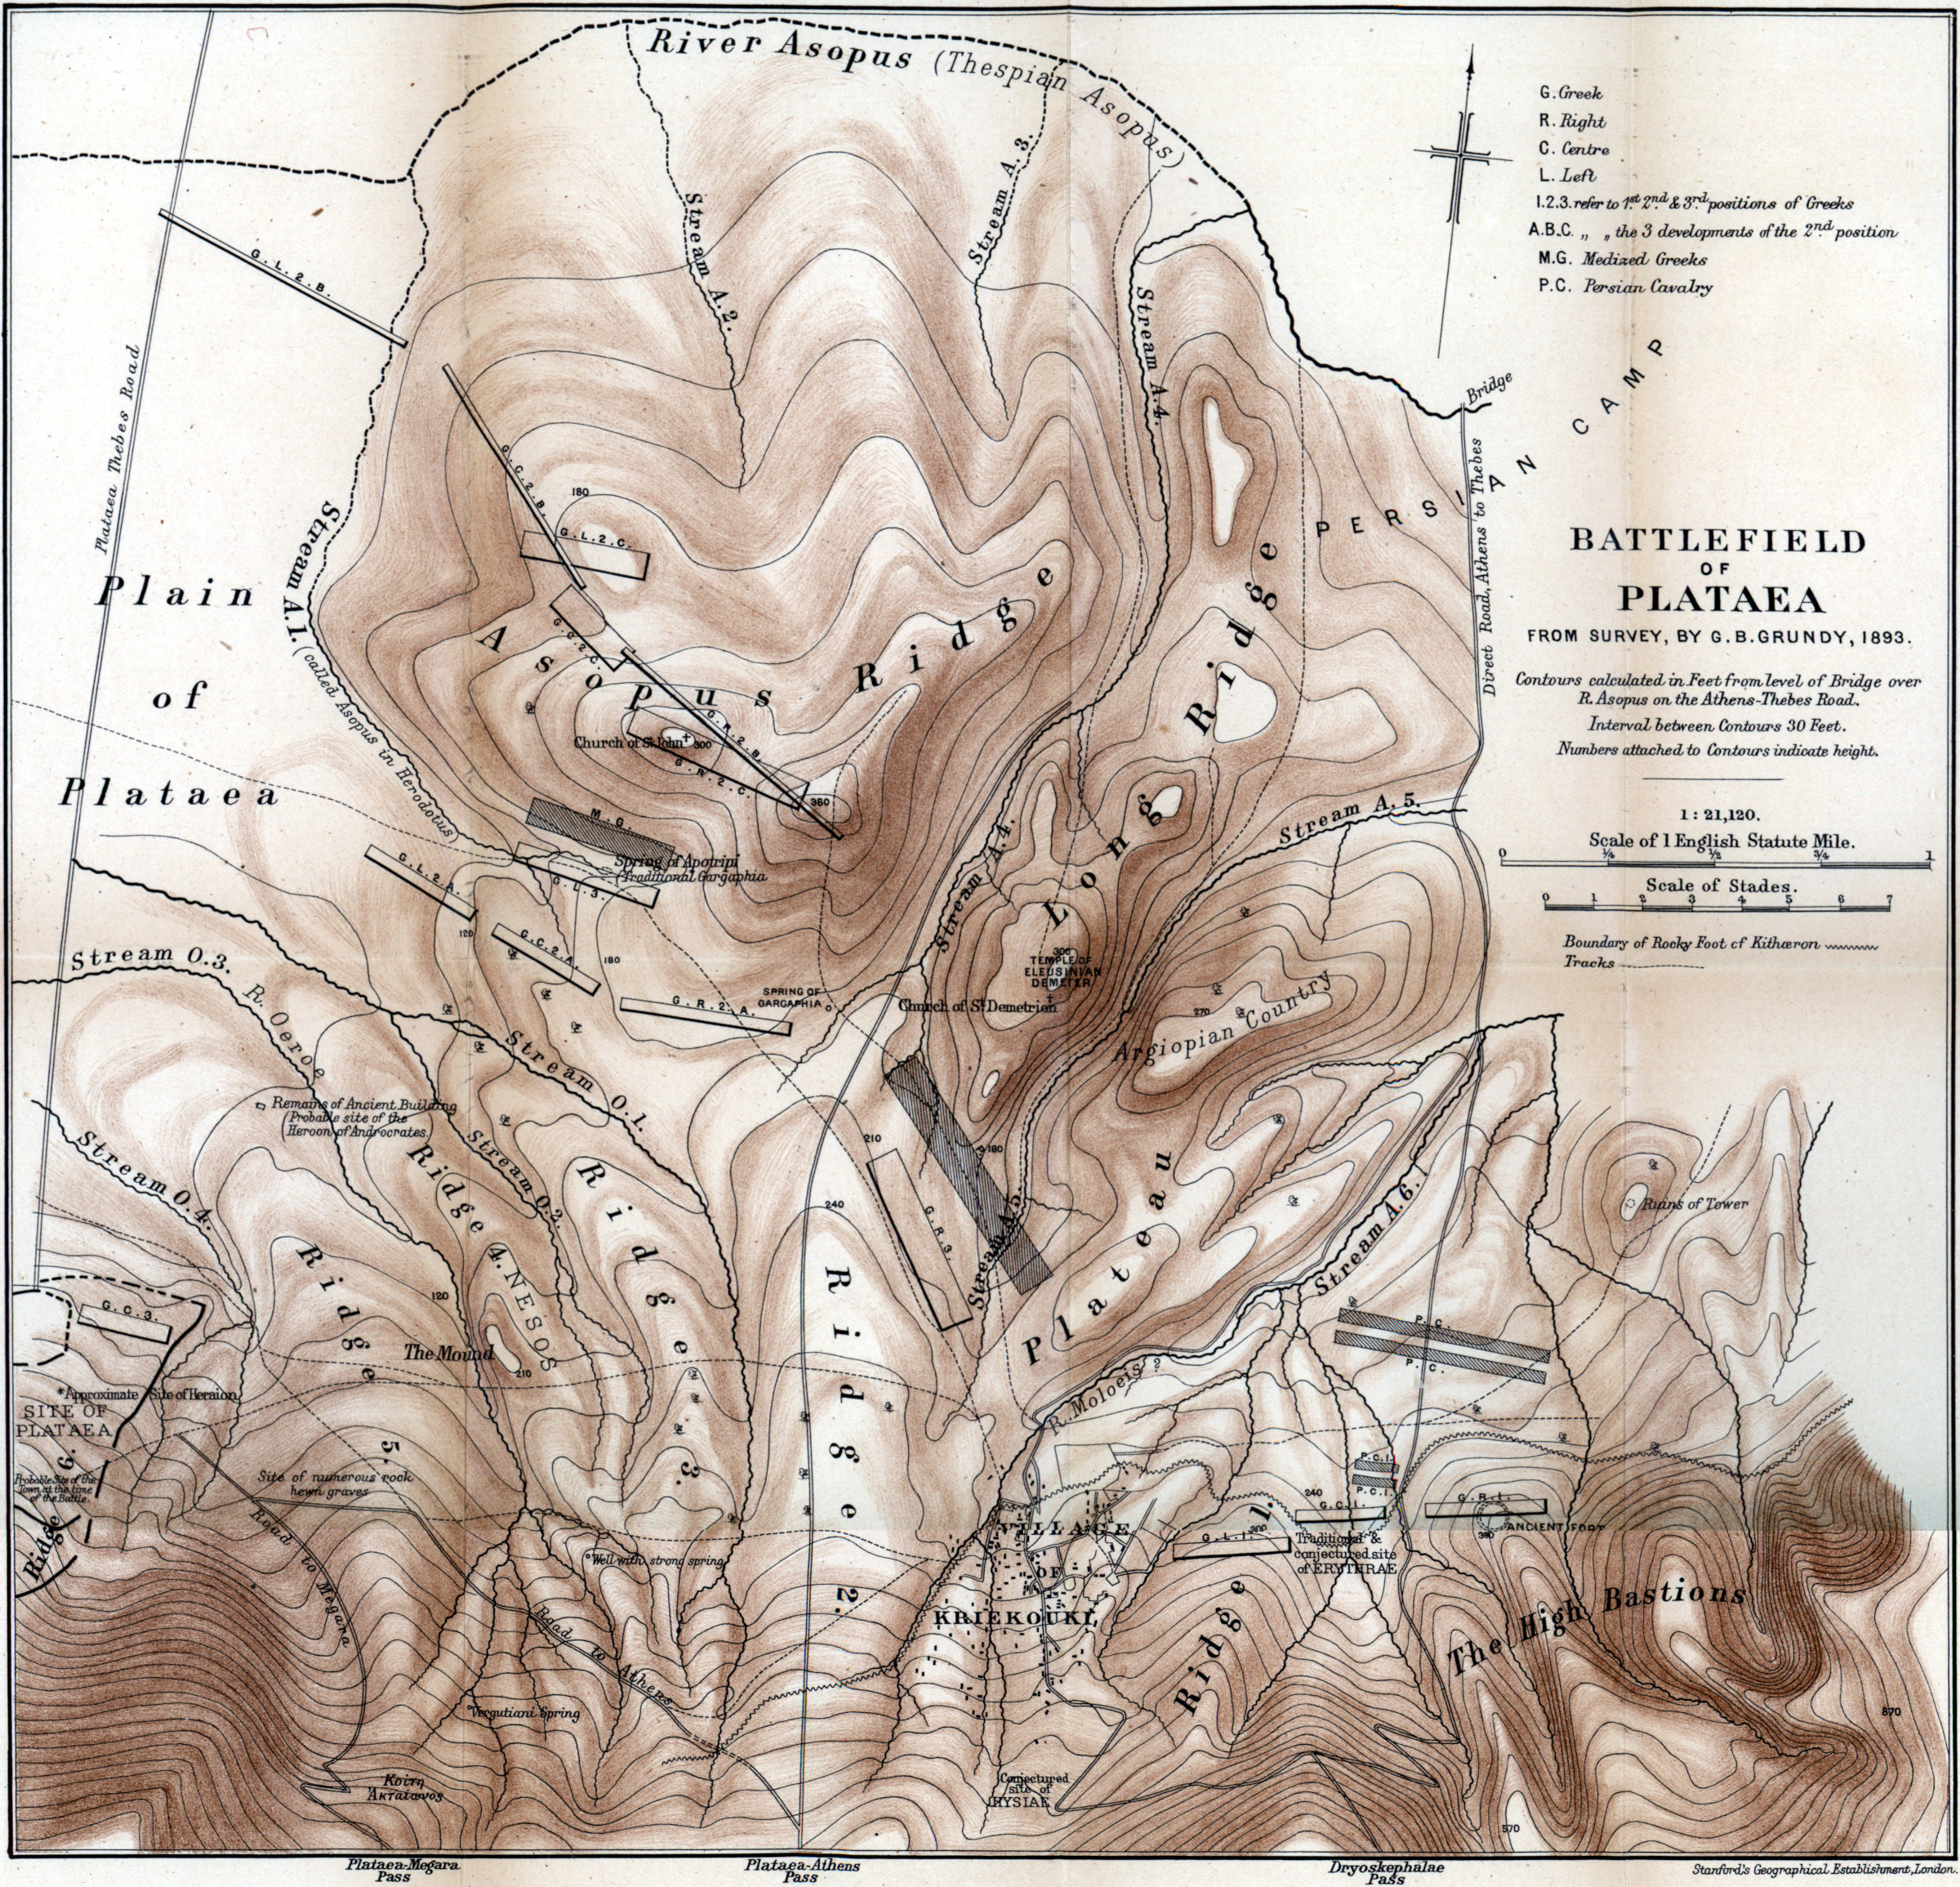 River Asopus (Thespian Asopus)
G. Greek
R. Right
C. Centre
L. Left
1.2.3. refer to 1st 2nd & 3rd positions of Greeks
A.B.C. „ „ the 3 developments of the 2nd position
M.G. Medized Greeks
P.C. Persian Cavalry
Stream A.2.
Stream A.3.
Stream A.4.
G.L.2.B.
Plataea Thebes Road
Bridge
PERSIAN CAMP
Direct Road, Athens to Thebes
BATTLEFIELD
OF
PLATAEA
FROM SURVEY, BY G.B.GRUNDY, 1893.
Contours calculated in Feet from level of Bridge over
R. Asopus on the Athens-Thebes Road.
Interval between Contours 30 Feet.
Numbers attached to Contours indicate height.
1 : 21,120.
Scale of 1 English Statute Mile.
0 1/4 1/2 3/4 1
Scale of Stades.
0 1 2 3 4 5 6 7
Boundary of Rocky Foot of Kithæron
Tracks
G.C.2.B.
180
G.L.2.C.
G.C.2.C.
Stream A.1. (called Asopus in Herodotus)
Plain
of
Plataea
Asopus Ridge
Long Ridge
G.R.2.B.
Church of St John
300
G.R.2.C.
360
M.G.
Spring of Apotripi
(Traditional Gargaphia
G.L.2.A.
G.L.3.
120
G.C.2.A.
180
G.R.2.A.
SPRING OF
GARGAPHIA
Stream A.4.
Stream A.5.
300
TEMPLE OF
ELEUSINIAN
DEMETER
Church of St Demetrion
270
Argiopian Country
Stream O.3.
R. Oeroe
Stream O.1.
Remains of Ancient Building
(Probable site of the
Heroon of Androcrates.)
Stream O.2.
Stream O.4.
Ridge 4. NESOS
Ridge 3.
Ridge 5.
210
180
240
G.R.3.
Stream A.5.
Plateau
Stream A.6.
Ruins of Tower
G.C.3.
120
The Mound
210
Ridge 2.
R. Moloeis ?
P.C.
P.C.
*Approximate Site of Heraion
SITE OF
PLATAEA
Probable Site of the
Town at the time
of the Battle.
Ridge 6.
Site of numerous rock
hewn graves
Road to Megara
Well with strong spring
Road to Athens
Vergutiani Spring
VILLAGE
OF
KRIEKOUKI
P.C.1.
P.C.1.
240
G.C.1.
G.R.1.
G.L.1.
300
360
ANCIENT FORT
Traditional &
conjectured site
of ERYTHRAE
Ridge 1.
The High Bastions
870
570
Κοίτη
Ἀκτατωνος
Conjectured
site of
HYSIAE
Plataea-Megara
Pass
Plataea-Athens
Pass
Dryoskephalae
Pass
Stanford's Geographical Establishment, London.